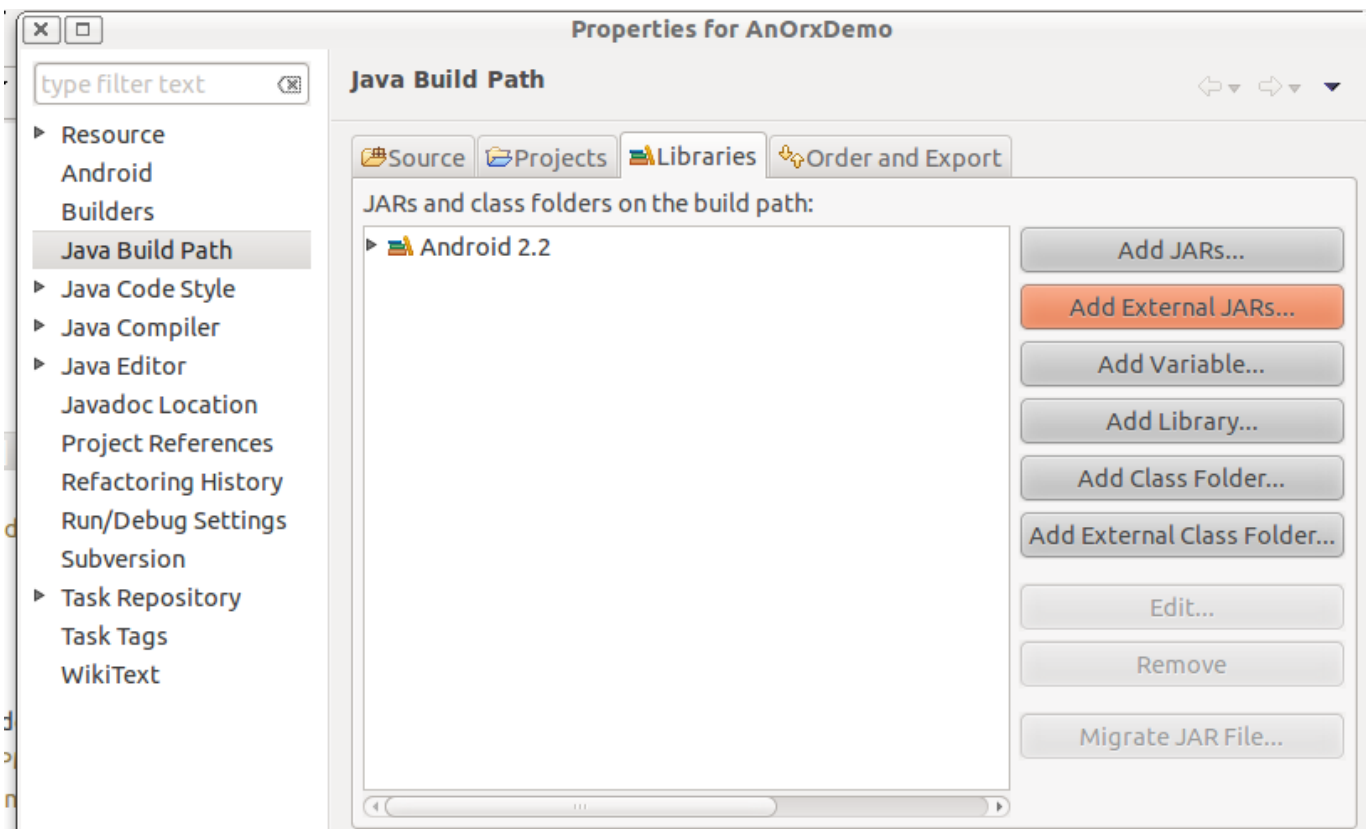 Properties for AnOrxDemo
type filter text
Resource
Android
Builders
Java Build Path
Java Code Style
Java Compiler
Java Editor
Javadoc Location
Project References
Refactoring History
Run/Debug Settings
Subversion
Task Repository
Task Tags
WikiText
Java Build Path
Source Projects Libraries Order and Export
JARs and class folders on the build path:
Android 2.2
Add JARs...
Add External JARs...
Add Variable...
Add Library...
Add Class Folder...
Add External Class Folder...
Edit...
Remove
Migrate JAR File...